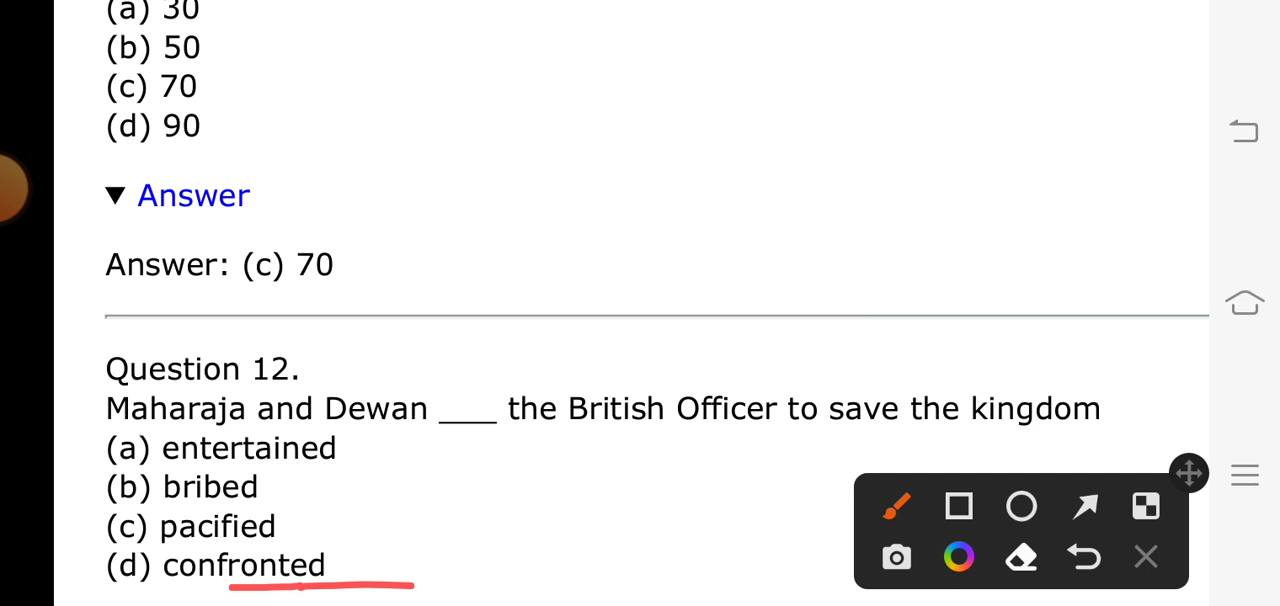 (a) 30
(b) 50
(c) 70
(d) 90
▼ Answer
Answer: (c) 70
Question 12.
Maharaja and Dewan ____ the British Officer to save the kingdom
(a) entertained
(b) bribed
(c) pacified
(d) confronted